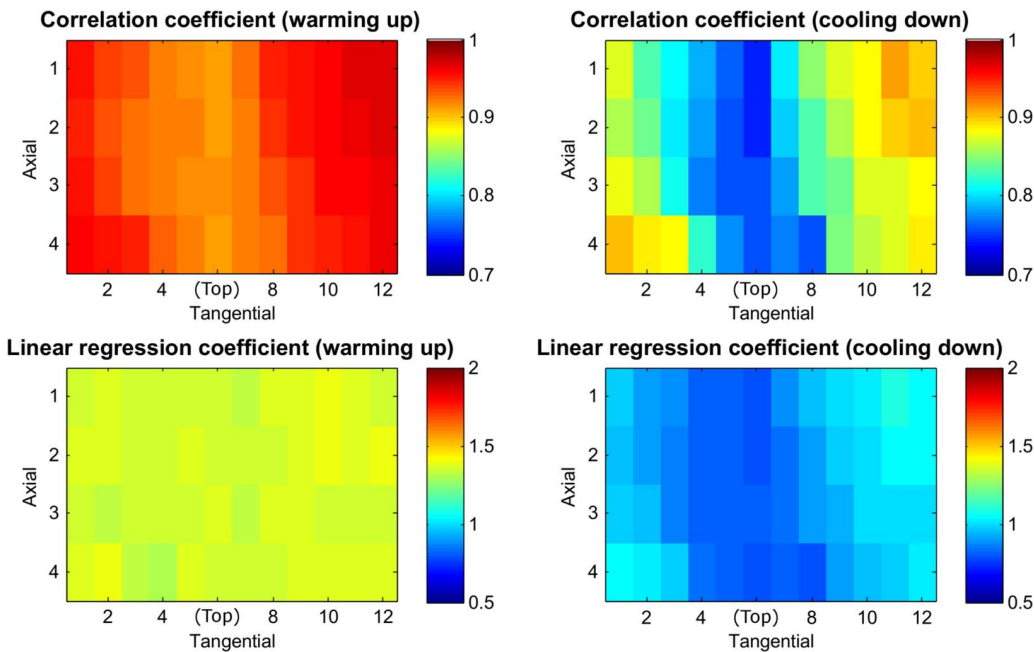 Correlation coefficient (warming up)
1
2
3
4
Axial
2 4 (Top) 8 10 12
Tangential
1
0.9
0.8
0.7
Correlation coefficient (cooling down)
1
2
3
4
Axial
2 4 (Top) 8 10 12
Tangential
1
0.9
0.8
0.7
Linear regression coefficient (warming up)
1
2
3
4
Axial
2 4 (Top) 8 10 12
Tangential
2
1.5
1
0.5
Linear regression coefficient (cooling down)
1
2
3
4
Axial
2 4 (Top) 8 10 12
Tangential
2
1.5
1
0.5